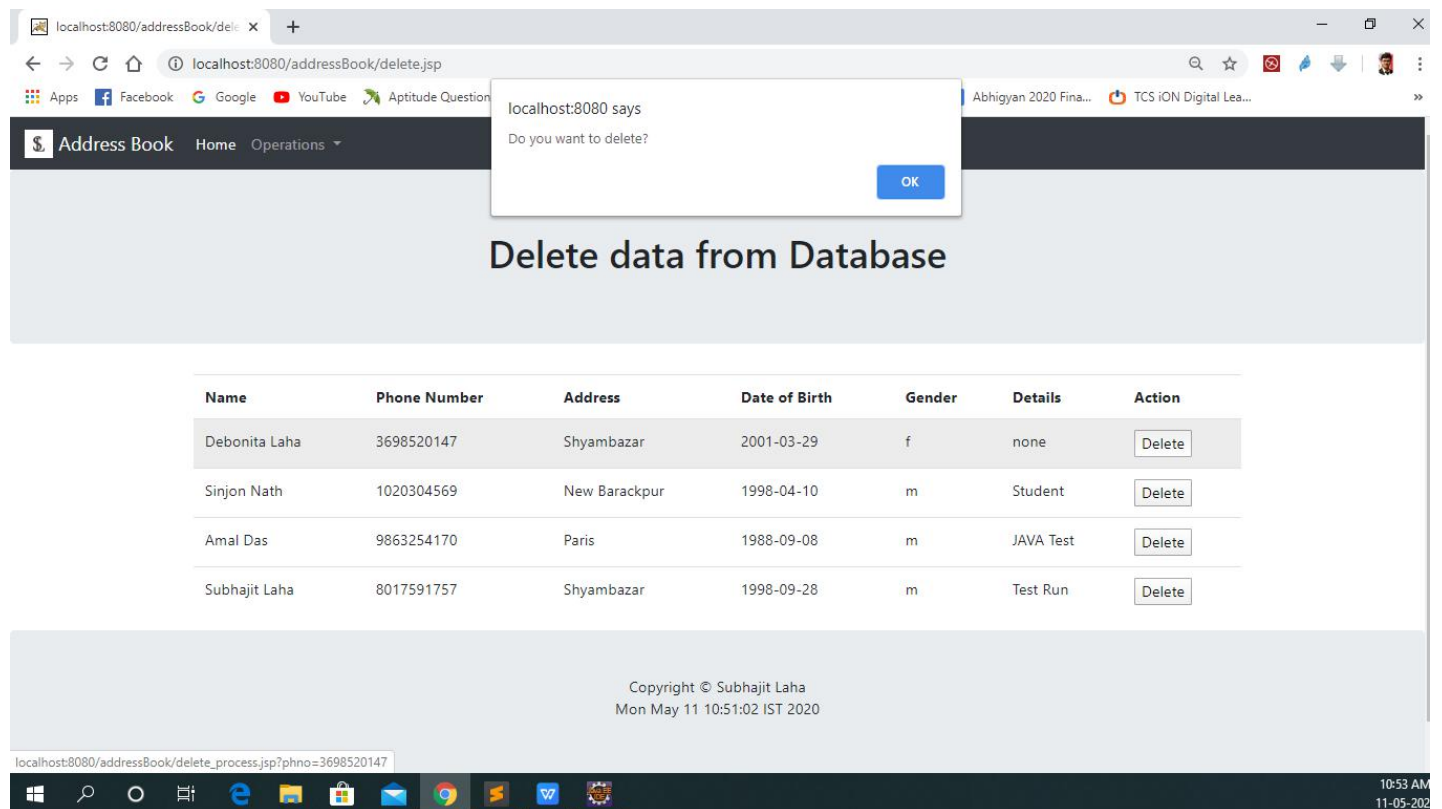 localhost:8080/addressBook/dele
localhost:8080/addressBook/delete.jsp
Apps Facebook Google YouTube Aptitude Question Abhigyan 2020 Fina... TCS iON Digital Lea... »
localhost:8080 says
Do you want to delete?
OK
Address Book Home Operations
Delete data from Database
Name Phone Number Address Date of Birth Gender Details Action
Debonita Laha 3698520147 Shyambazar 2001-03-29 f none Delete
Sinjon Nath 1020304569 New Barackpur 1998-04-10 m Student Delete
Amal Das 9863254170 Paris 1988-09-08 m JAVA Test Delete
Subhajit Laha 8017591757 Shyambazar 1998-09-28 m Test Run Delete
Copyright © Subhajit Laha
Mon May 11 10:51:02 IST 2020
localhost:8080/addressBook/delete_process.jsp?phno=3698520147
10:53 AM
11-05-202